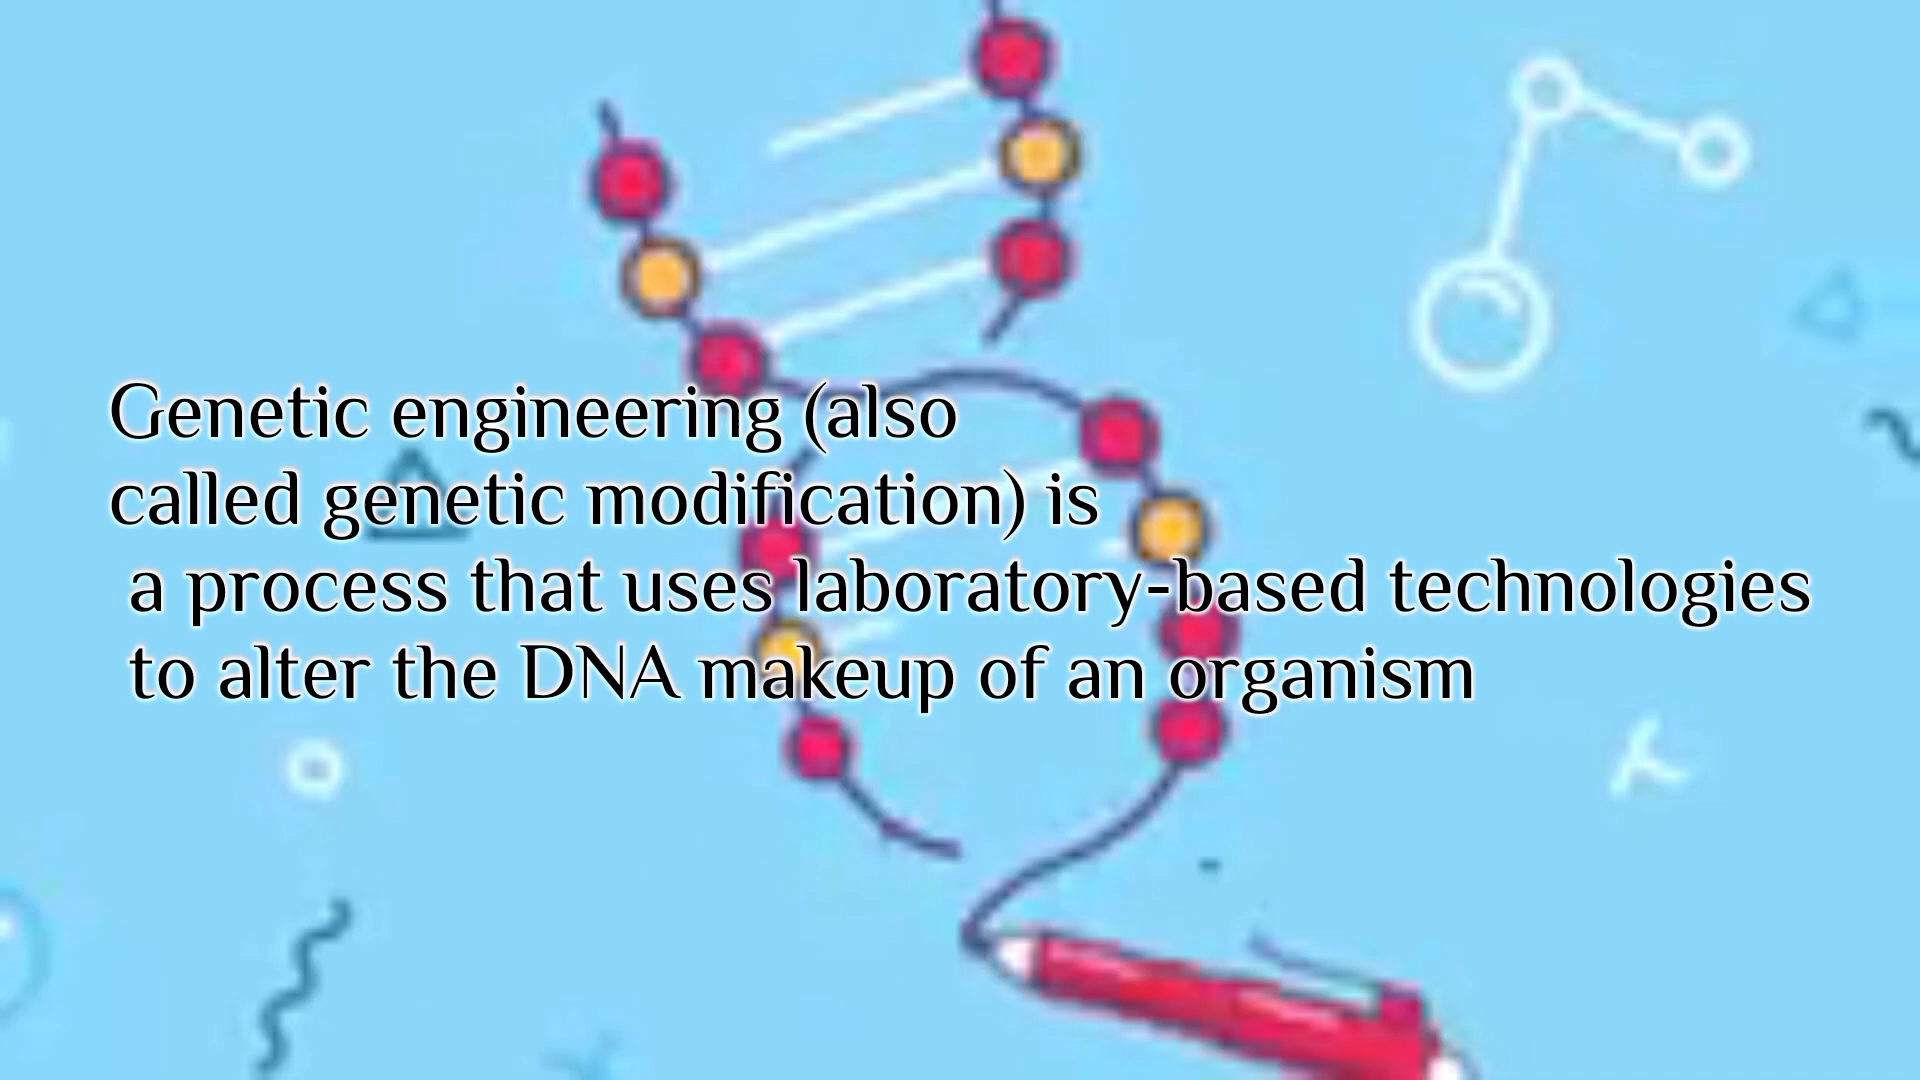 Genetic engineering (also
called genetic modification) is
a process that uses laboratory-based technologies
to alter the DNA makeup of an organism